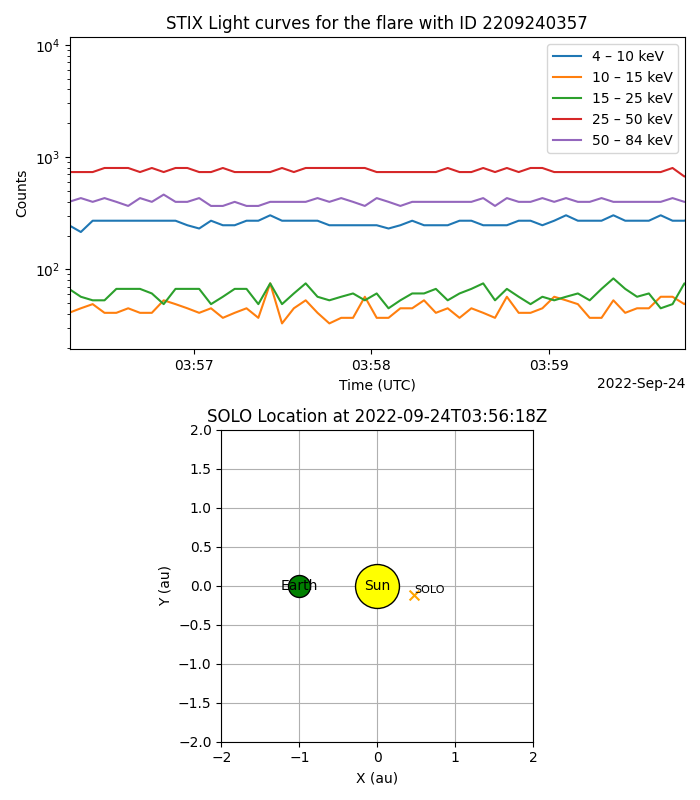 STIX Light curves for the flare with ID 2209240357
10⁴
10³
10²
Counts
4 – 10 keV
10 – 15 keV
15 – 25 keV
25 – 50 keV
50 – 84 keV
03:57
03:58
03:59
Time (UTC)
2022-Sep-24
SOLO Location at 2022-09-24T03:56:18Z
2.0
1.5
1.0
0.5
0.0
−0.5
−1.0
−1.5
−2.0
Y (au)
Earth
Sun
SOLO
−2
−1
0
1
2
X (au)